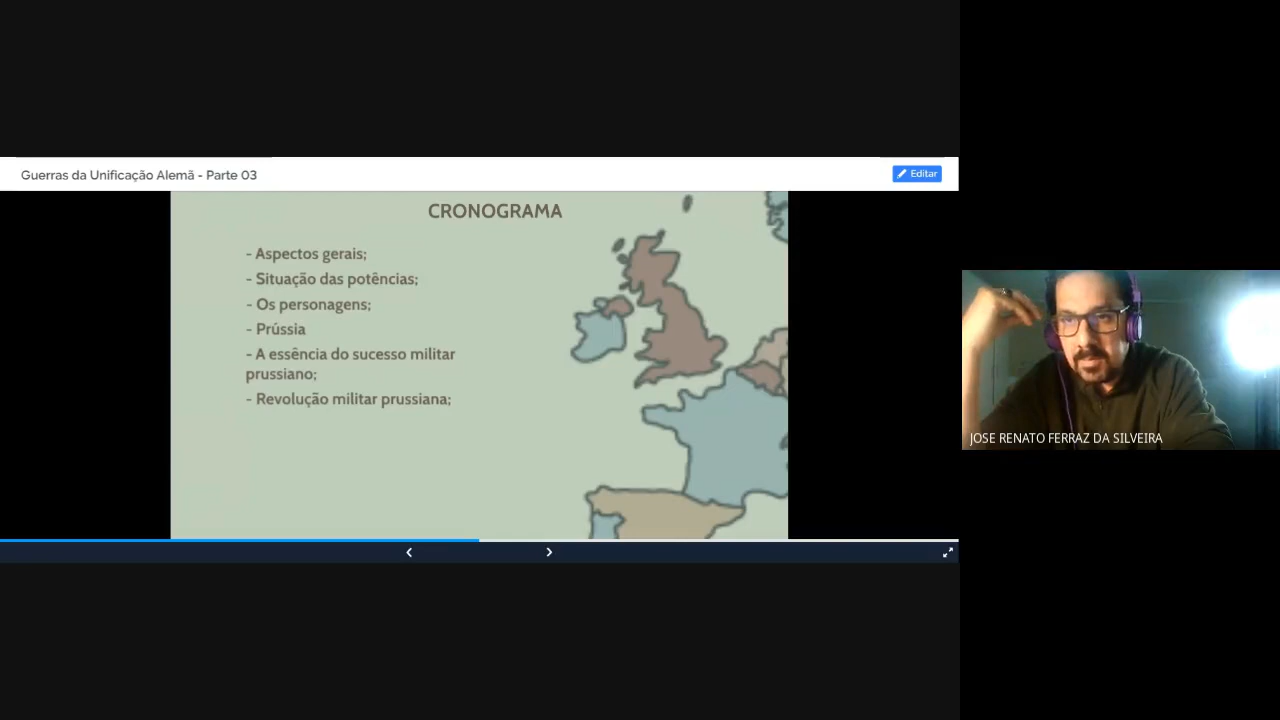 Guerras da Unificação Alemã - Parte 03
Editar
CRONOGRAMA
- Aspectos gerais;
- Situação das potências;
- Os personagens;
- Prússia
- A essência do sucesso militar
prussiano;
- Revolução militar prussiana;
JOSE RENATO FERRAZ DA SILVEIRA